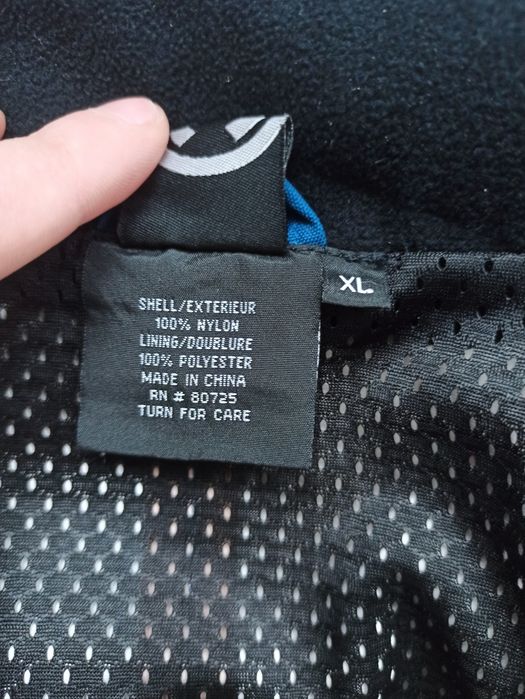 XL
SHELL/EXTERIEUR
100% NYLON
LINING/DOUBLURE
100% POLYESTER
MADE IN CHINA
RN # 80725
TURN FOR CARE